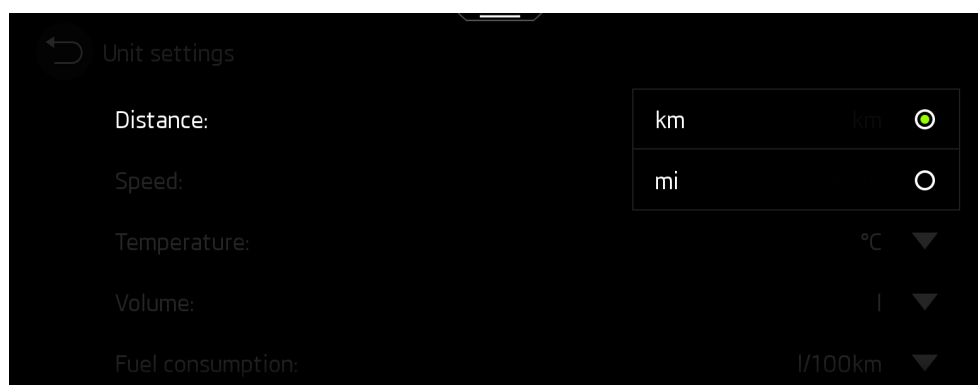 Unit settings
Distance:
km km
Speed:
mi
Temperature: °C
Volume: l
Fuel consumption: l/100km